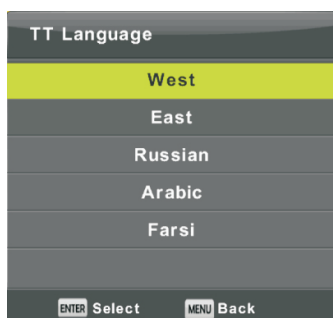 TT Language
West
East
Russian
Arabic
Farsi
ENTER Select MENU Back